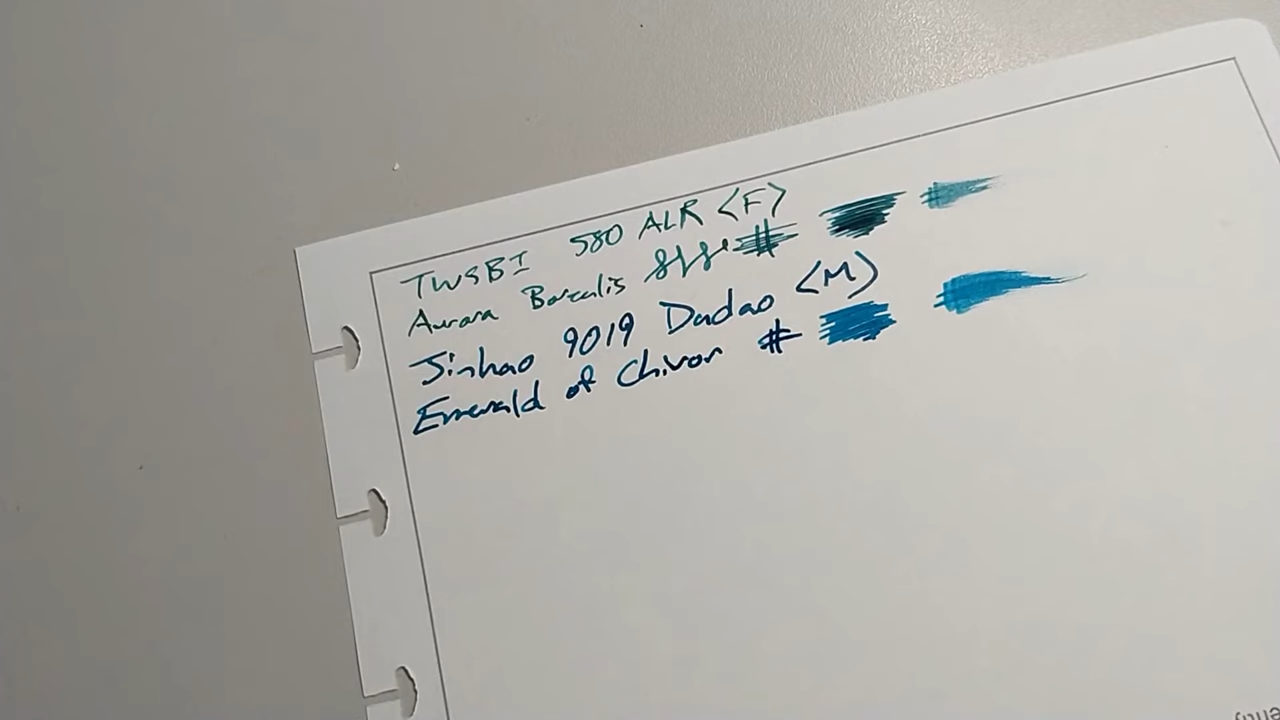 TWSBI 580 ALR <F>
Aurora Borealis
Jinhao 9019 Dadao <M>
Emerald of Chivor #